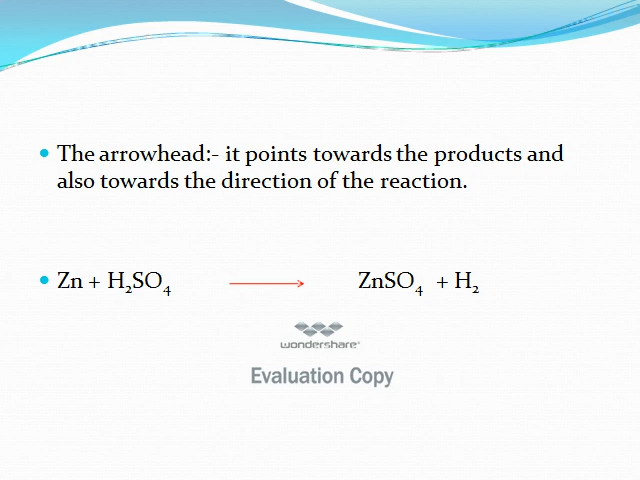 The arrowhead:- it points towards the products and
also towards the direction of the reaction.
Zn + H₂SO₄ → ZnSO₄ + H₂
wondershare
Evaluation Copy